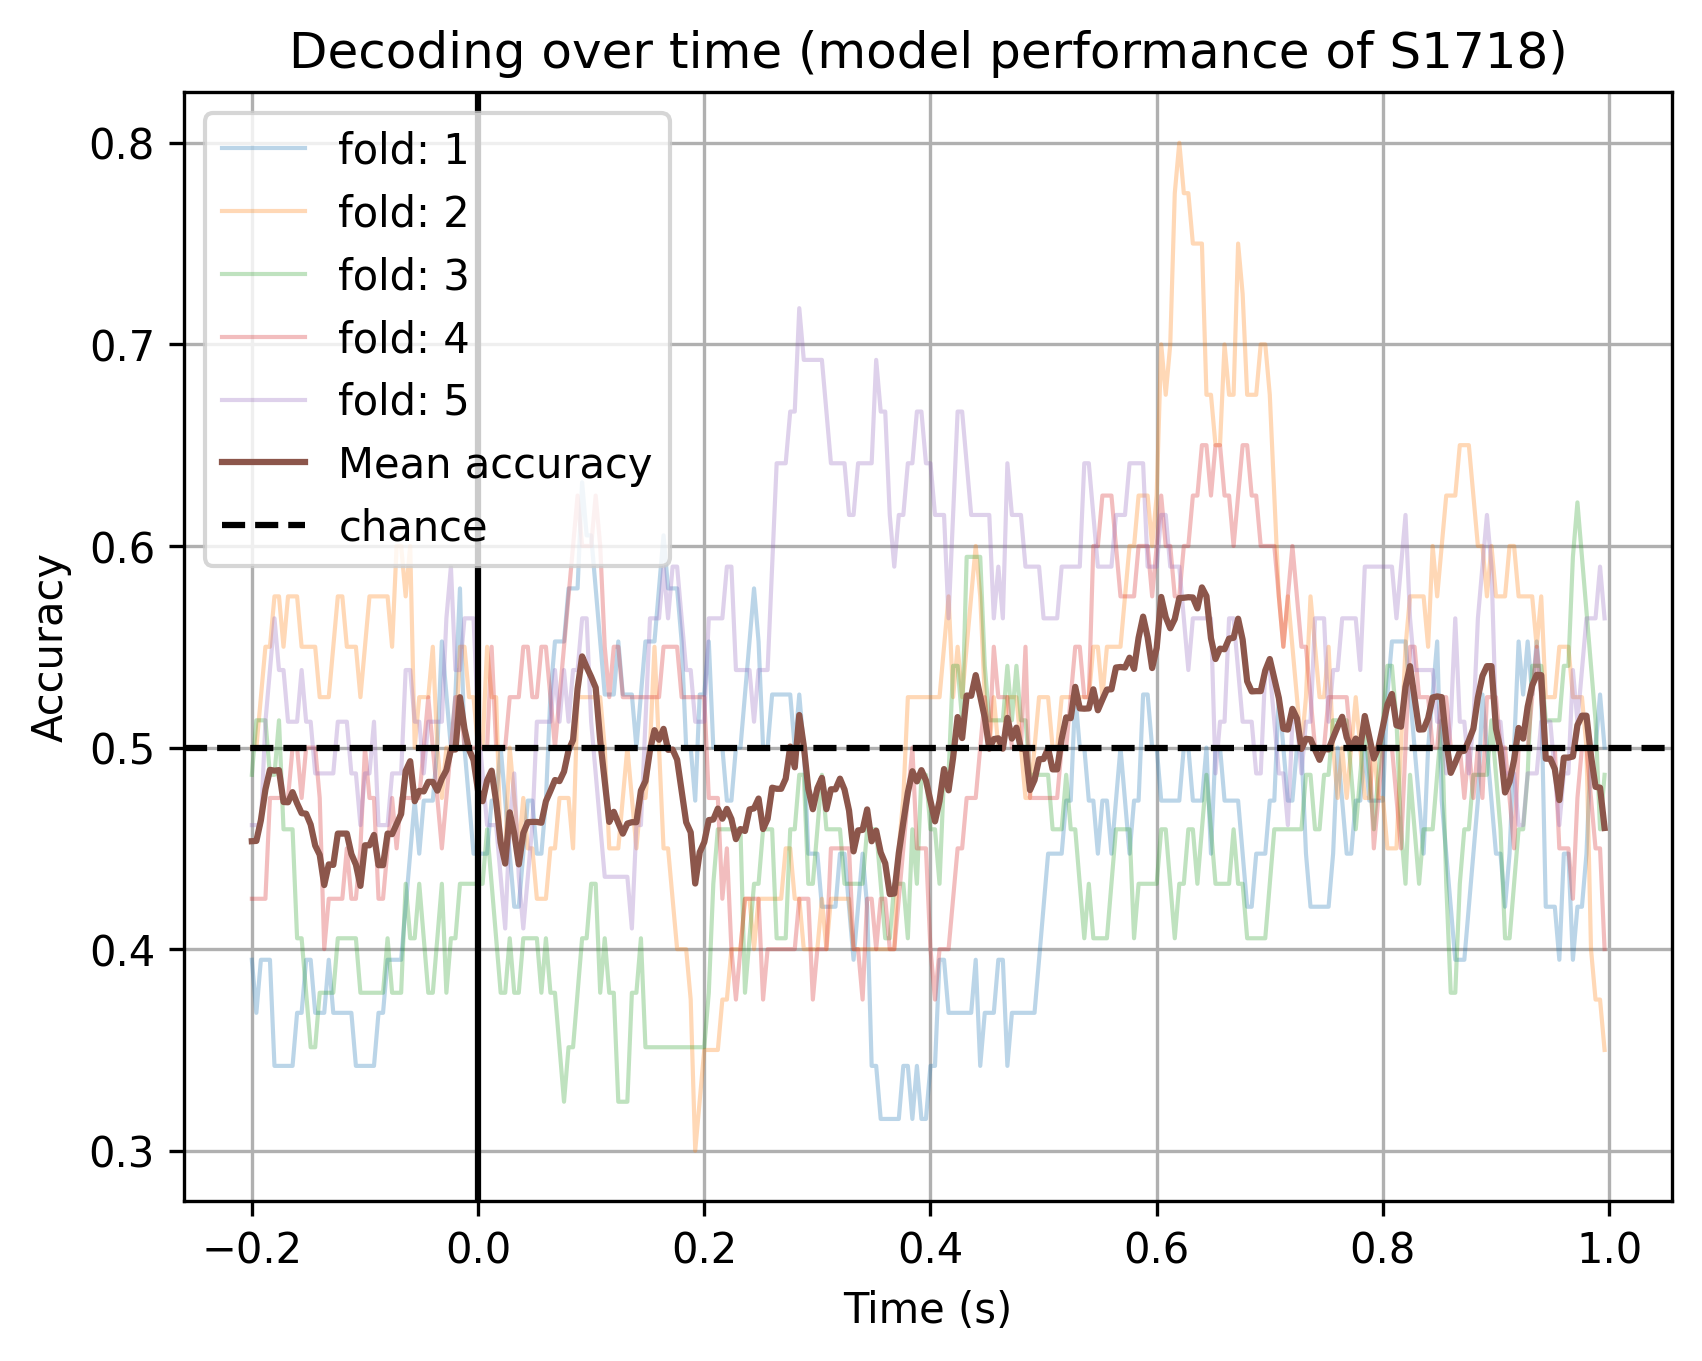 Decoding over time (model performance of S1718)
fold: 1
fold: 2
fold: 3
fold: 4
fold: 5
Mean accuracy
chance
Accuracy
0.8
0.7
0.6
0.5
0.4
0.3
−0.2 0.0 0.2 0.4 0.6 0.8 1.0
Time (s)